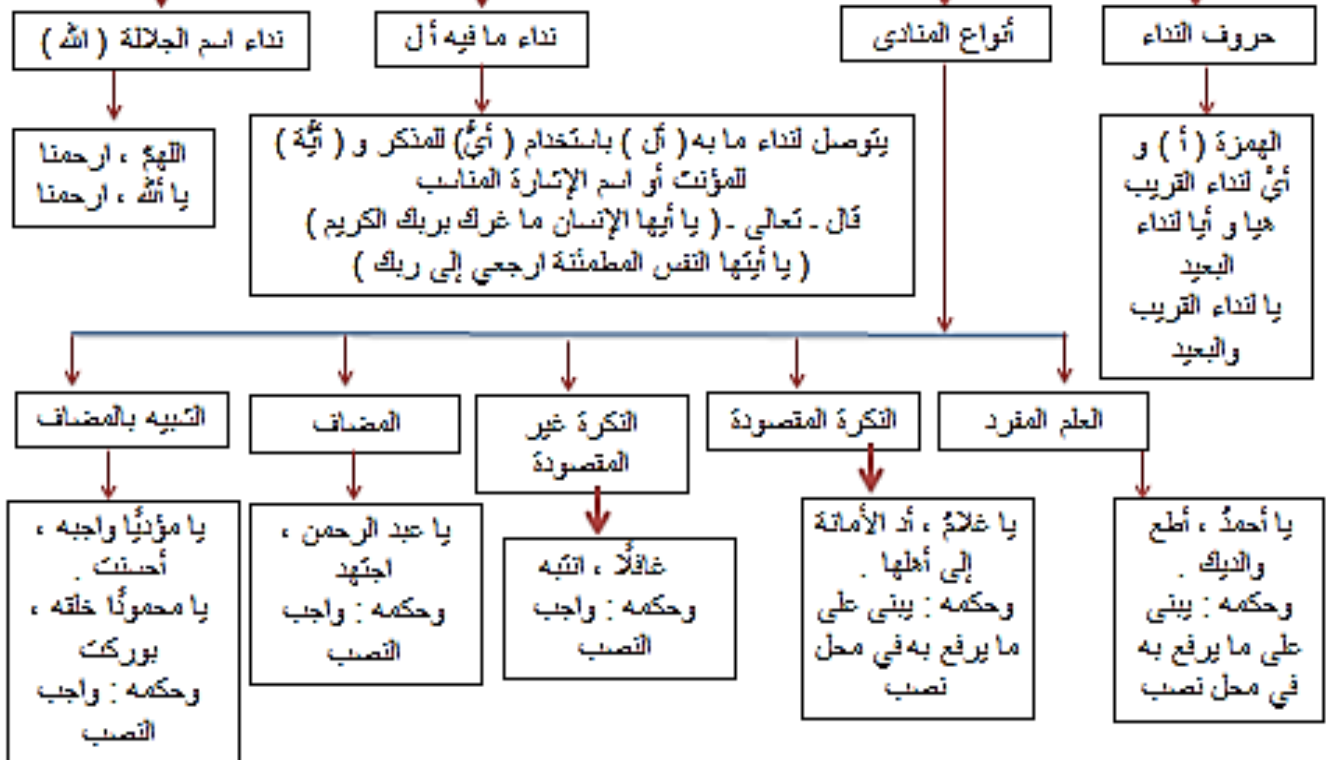 حروف النداء
أنواع المنادى
نداء ما فيه أل
نداء اسم الجلالة ( الله )
الهمزة ( أ ) و
أيْ لنداء القريب
هيا و أيا لنداء
البعيد
يا لنداء القريب
والبعيد
يتوصل لنداء ما به ( أل ) باستخدام ( أيُّ) للمذكر و ( أيَّة )
للمؤنث أو اسم الإشارة المناسب
قال ـ تعالى ـ ( يا أيها الإنسان ما غرك بربك الكريم )
( يا أيتها النفس المطمئنة ارجعي إلى ربك )
اللهمَّ ، ارحمنا
يا ألله ، ارحمنا
العلم المفرد
النكرة المقصودة
النكرة غير
المقصودة
المضاف
الشبيه بالمضاف
يا أحمدُ ، أطع
والديك .
وحكمه : يبنى
على ما يرفع به
في محل نصب
يا غلامُ ، أد الأمانة
إلى أهلها .
وحكمه : يبنى على
ما يرفع به في محل
نصب
غافلًا ، انتبه
وحكمه : واجب
النصب
يا عبد الرحمن ،
اجتهد
وحكمه : واجب
النصب
يا مؤديًا واجبه ،
أحسنت .
يا محمودًا خلقه ،
بوركت
وحكمه : واجب
النصب